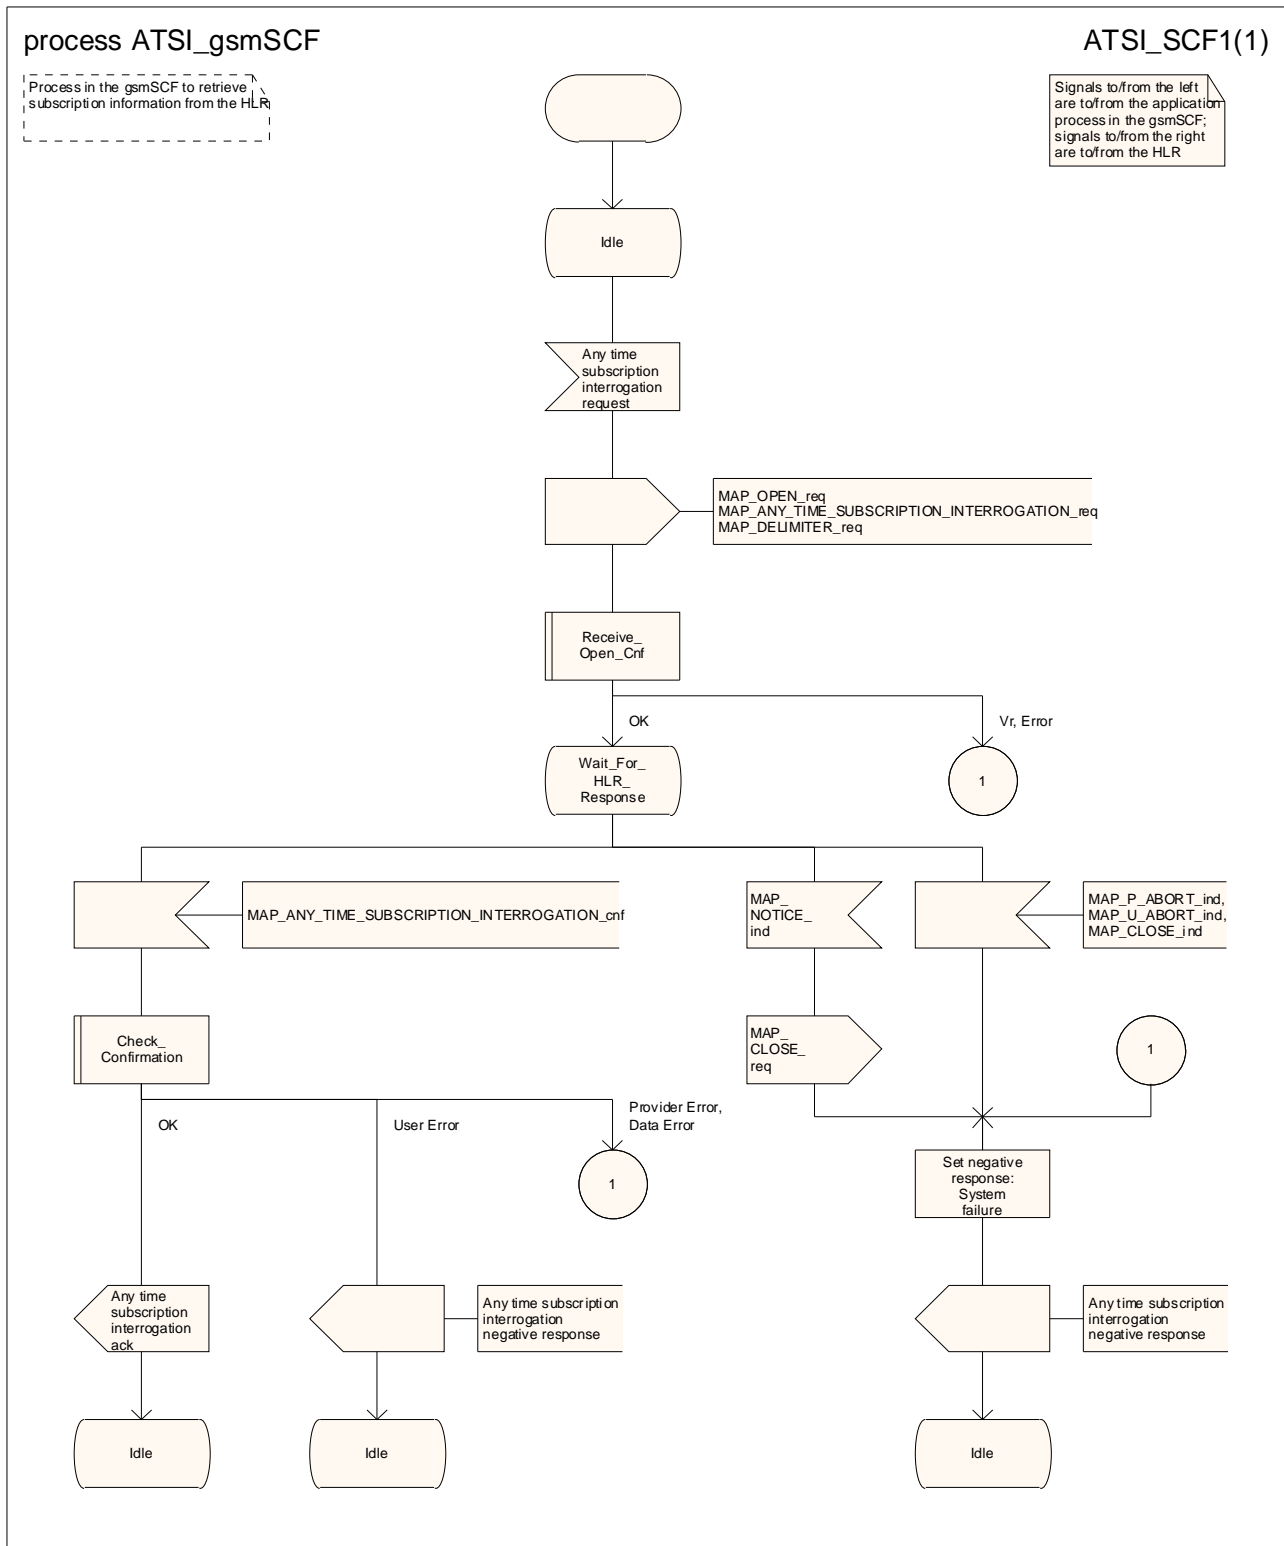 process ATSI_gsmSCF
ATSI_SCF1(1)
Process in the gsmSCF to retrieve
subscription information from the HLR
Signals to/from the left
are to/from the application
process in the gsmSCF;
signals to/from the right
are to/from the HLR
Idle
Any time
subscription
interrogation
request
MAP_OPEN_req
MAP_ANY_TIME_SUBSCRIPTION_INTERROGATION_req
MAP_DELIMITER_req
Receive_
Open_Cnf
OK
Vr, Error
Wait_For_
HLR_
Response
1
MAP_ANY_TIME_SUBSCRIPTION_INTERROGATION_cnf
MAP_
NOTICE_
ind
MAP_P_ABORT_ind,
MAP_U_ABORT_ind,
MAP_CLOSE_ind
Check_
Confirmation
MAP_
CLOSE_
req
1
OK
User Error
Provider Error,
Data Error
1
Set negative
response:
System
failure
Any time
subscription
interrogation
ack
Any time subscription
interrogation
negative response
Any time subscription
interrogation
negative response
Idle
Idle
Idle